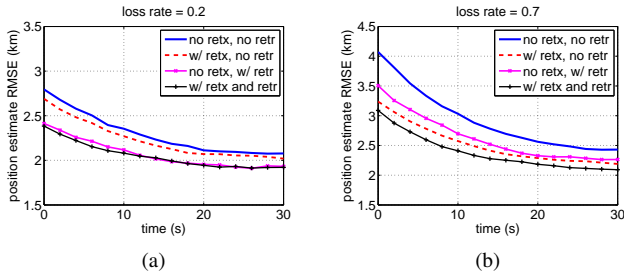 loss rate = 0.2
position estimate RMSE (km)
3.5
3
2.5
2
1.5
no retx, no retr
w/ retx, no retr
no retx, w/ retr
w/ retx and retr
0
10
20
30
time (s)
(a)
loss rate = 0.7
position estimate RMSE (km)
4.5
4
3.5
3
2.5
2
1.5
no retx, no retr
w/ retx, no retr
no retx, w/ retr
w/ retx and retr
0
10
20
30
time (s)
(b)